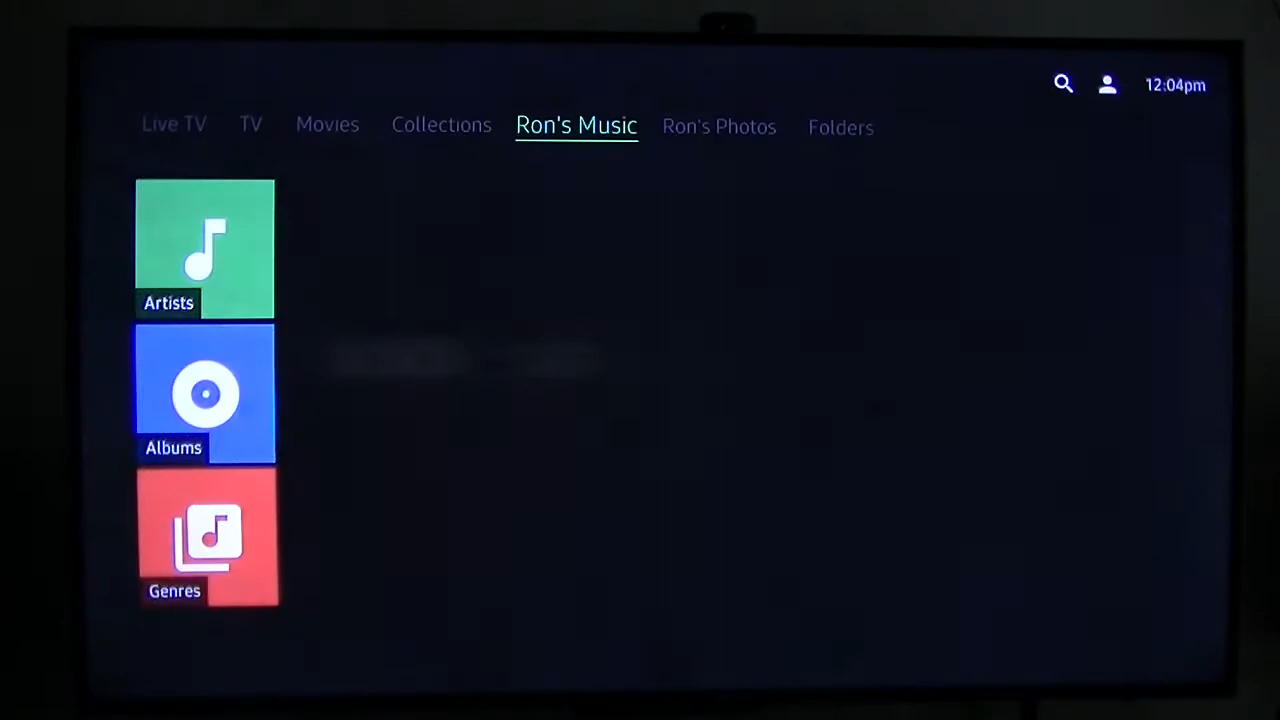 12:04pm
Live TV TV Movies Collections Ron's Music Ron's Photos Folders
Artists
Albums
Genres